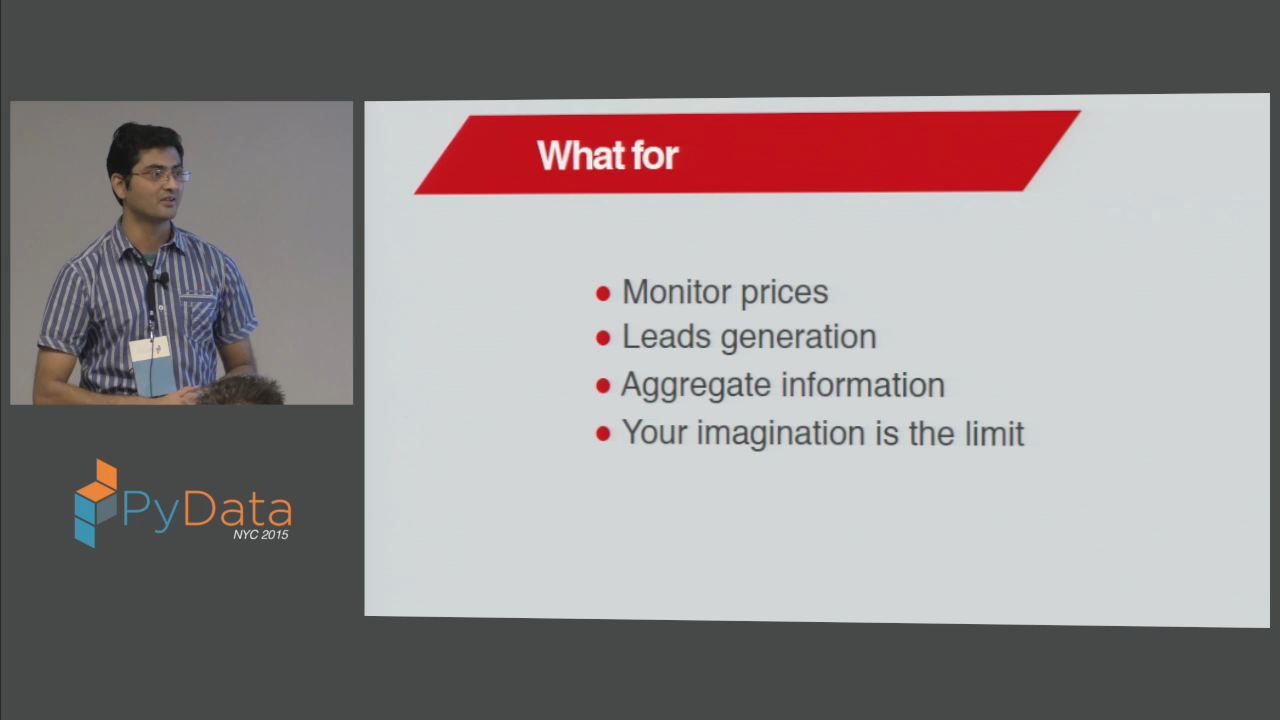 What for
Monitor prices
Leads generation
Aggregate information
Your imagination is the limit
PyData
NYC 2015